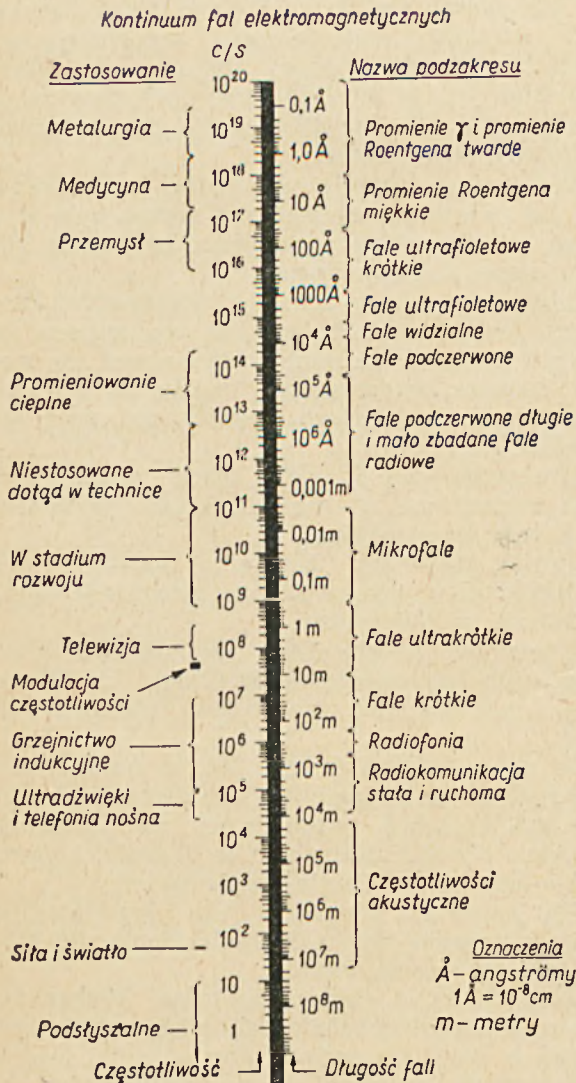 Kontinuum fal elektromagnetycznych
c/s
Zastosowanie
Nazwa podzakresu
Metalurgia
Medycyna
Przemysł
Promieniowanie
cieplne
Niestosowane
dotąd w technice
W stadium
rozwoju
Telewizja
Modulacja
częstotliwości
Grzejnictwo
indukcyjne
Ultradźwięki
i telefonia nośna
Siła i światło
Podsłyszalne
10²⁰
10¹⁹
10¹⁸
10¹⁷
10¹⁶
10¹⁵
10¹⁴
10¹³
10¹²
10¹¹
10¹⁰
10⁹
10⁸
10⁷
10⁶
10⁵
10⁴
10³
10²
10
1
0,1Å
1,0Å
10Å
100Å
1000Å
10⁴Å
10⁵Å
10⁶Å
0,001m
0,01m
0,1m
1m
10m
10²m
10³m
10⁴m
10⁵m
10⁶m
10⁷m
10⁸m
Promienie γ i promienie
Roentgena twarde
Promienie Roentgena
miękkie
Fale ultrafioletowe
krótkie
Fale ultrafioletowe
Fale widzialne
Fale podczerwone
Fale podczerwone długie
i mało zbadane fale
radiowe
Mikrofale
Fale ultrakrótkie
Fale krótkie
Radiofonia
Radiokomunikacja
stała i ruchoma
Częstotliwości
akustyczne
Oznaczenia
Å–angströmy
1Å = 10⁻⁸cm
m–metry
Częstotliwość
Długość fali